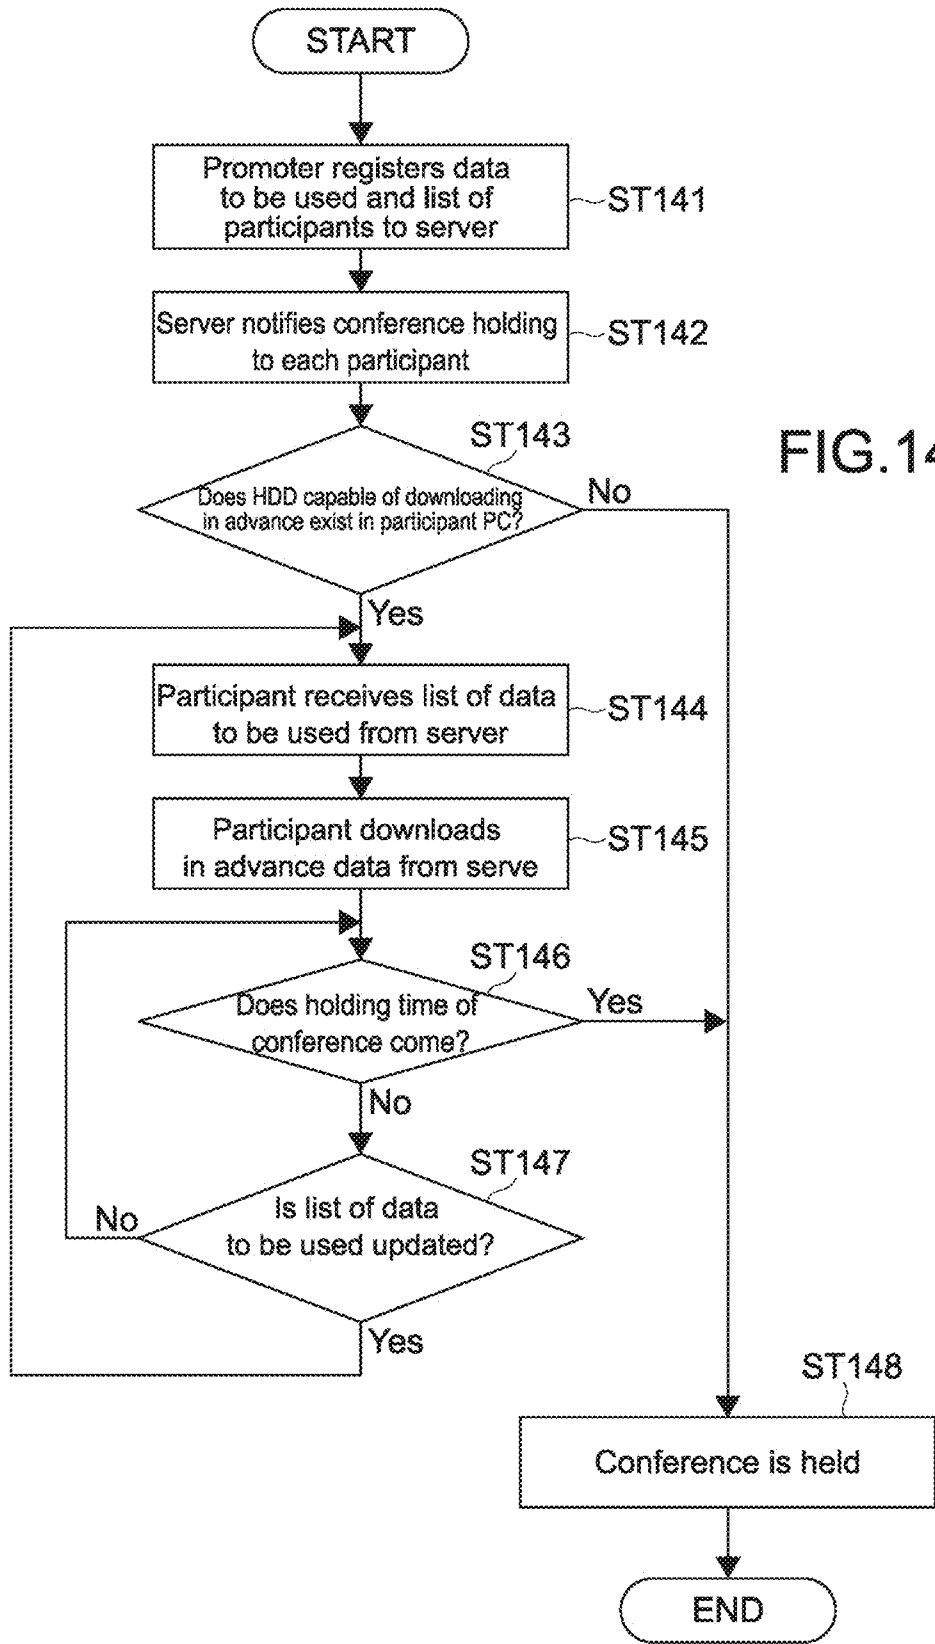 START
Promoter registers data
to be used and list of
participants to server
ST141
Server notifies conference holding
to each participant
ST142
ST143
FIG.14
Does HDD capable of downloading
in advance exist in participant PC?
No
Yes
Participant receives list of data
to be used from server
ST144
Participant downloads
in advance data from serve
ST145
ST146
Does holding time of
conference come?
Yes
No
ST147
Is list of data
to be used updated?
No
Yes
ST148
Conference is held
END